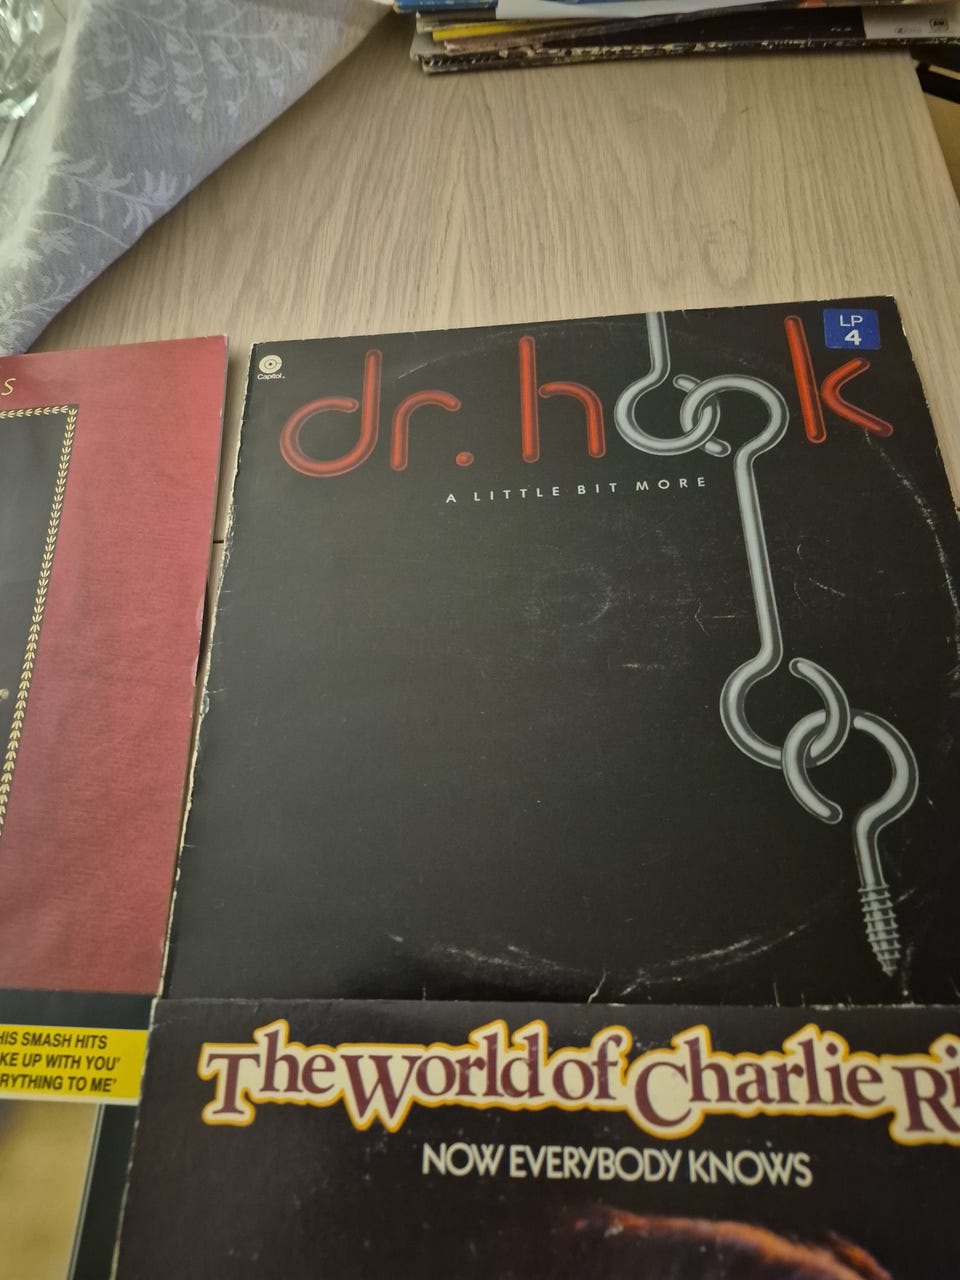 S
Capitol
LP
4
dr. hook
A LITTLE BIT MORE
HIS SMASH HITS
KE UP WITH YOU'
RYTHING TO ME'
The World of Charlie Ri
NOW EVERYBODY KNOWS